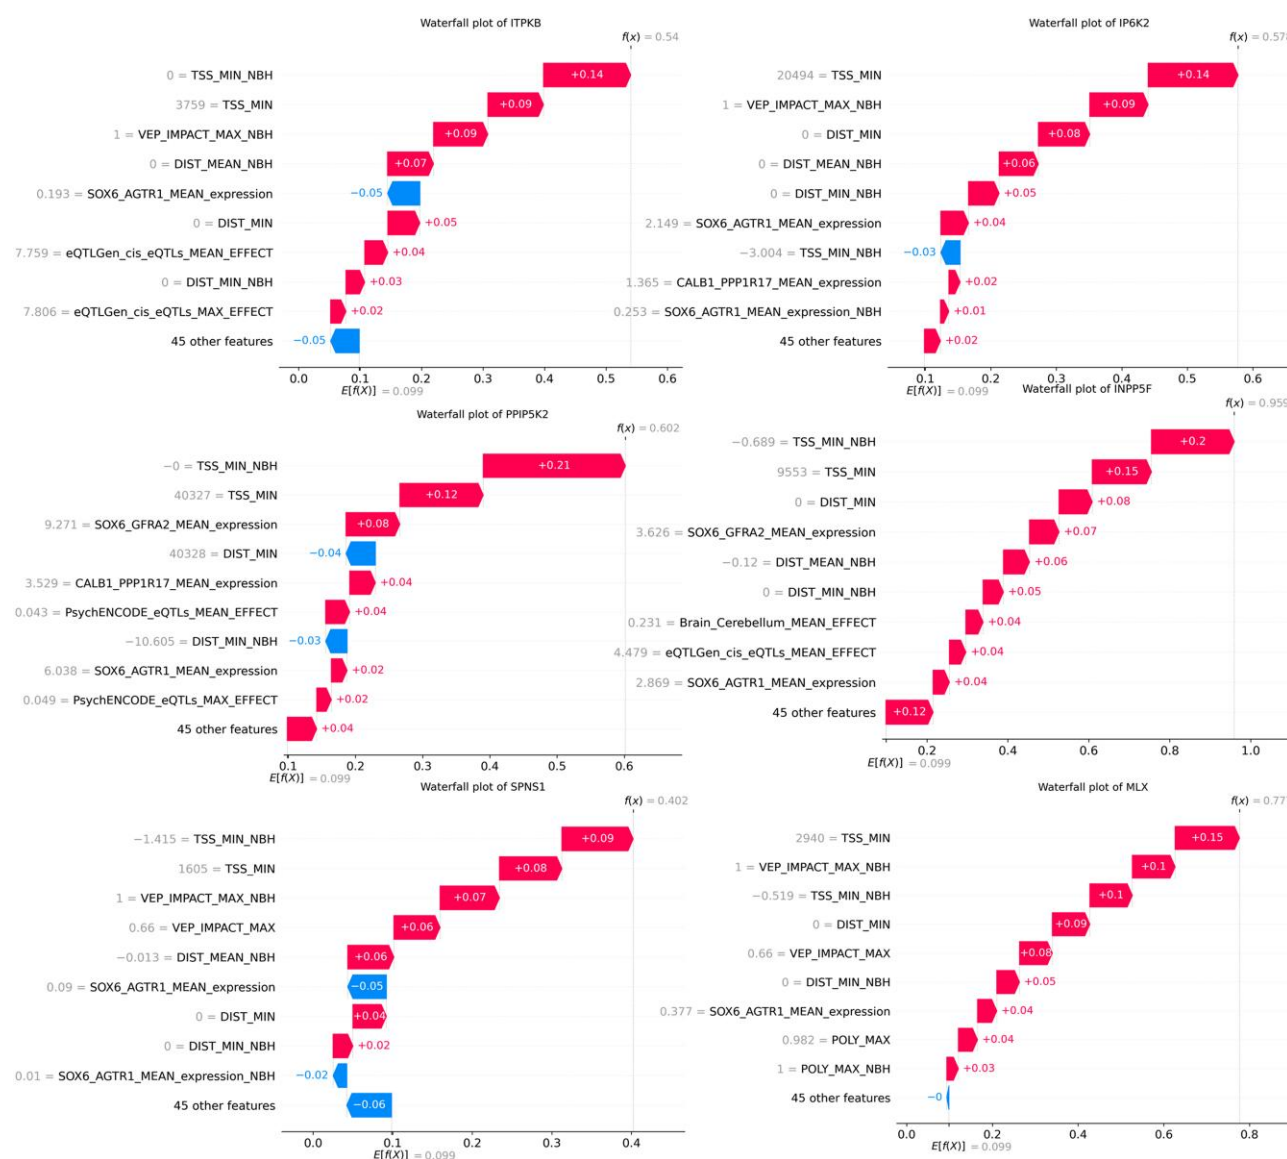 Waterfall plot of ITPKB
f(x) = 0.54
0 = TSS_MIN_NBH +0.14
3759 = TSS_MIN +0.09
1 = VEP_IMPACT_MAX_NBH +0.09
0 = DIST_MEAN_NBH +0.07
0.193 = SOX6_AGTR1_MEAN_expression −0.05
0 = DIST_MIN +0.05
7.759 = eQTLGen_cis_eQTLs_MEAN_EFFECT +0.04
0 = DIST_MIN_NBH +0.03
7.806 = eQTLGen_cis_eQTLs_MAX_EFFECT +0.02
45 other features −0.05
0.0 0.1 0.2 0.3 0.4 0.5 0.6
E[f(X)] = 0.099
Waterfall plot of IP6K2
f(x) = 0.578
20494 = TSS_MIN +0.14
1 = VEP_IMPACT_MAX_NBH +0.09
0 = DIST_MIN +0.08
0 = DIST_MEAN_NBH +0.06
0 = DIST_MIN_NBH +0.05
2.149 = SOX6_AGTR1_MEAN_expression +0.04
−3.004 = TSS_MIN_NBH −0.03
1.365 = CALB1_PPP1R17_MEAN_expression +0.02
0.253 = SOX6_AGTR1_MEAN_expression_NBH +0.01
45 other features +0.02
0.1 0.2 0.3 0.4 0.5 0.6
E[f(X)] = 0.099
Waterfall plot of PPIP5K2
f(x) = 0.602
−0 = TSS_MIN_NBH +0.21
40327 = TSS_MIN +0.12
9.271 = SOX6_GFRA2_MEAN_expression +0.08
40328 = DIST_MIN −0.04
3.529 = CALB1_PPP1R17_MEAN_expression +0.04
0.043 = PsychENCODE_eQTLs_MEAN_EFFECT +0.04
−10.605 = DIST_MIN_NBH −0.03
6.038 = SOX6_AGTR1_MEAN_expression +0.02
0.049 = PsychENCODE_eQTLs_MAX_EFFECT +0.02
45 other features +0.04
0.1 0.2 0.3 0.4 0.5 0.6
E[f(X)] = 0.099
Waterfall plot of INPP5F
f(x) = 0.959
−0.689 = TSS_MIN_NBH +0.2
9553 = TSS_MIN +0.15
0 = DIST_MIN +0.08
3.626 = SOX6_GFRA2_MEAN_expression +0.07
−0.12 = DIST_MEAN_NBH +0.06
0 = DIST_MIN_NBH +0.05
0.231 = Brain_Cerebellum_MEAN_EFFECT +0.04
4.479 = eQTLGen_cis_eQTLs_MEAN_EFFECT +0.04
2.869 = SOX6_AGTR1_MEAN_expression +0.04
45 other features +0.12
0.2 0.4 0.6 0.8 1.0
E[f(X)] = 0.099
Waterfall plot of SPNS1
f(x) = 0.402
−1.415 = TSS_MIN_NBH +0.09
1605 = TSS_MIN +0.08
1 = VEP_IMPACT_MAX_NBH +0.07
0.66 = VEP_IMPACT_MAX +0.06
−0.013 = DIST_MEAN_NBH +0.06
0.09 = SOX6_AGTR1_MEAN_expression −0.05
0 = DIST_MIN +0.04
0 = DIST_MIN_NBH +0.02
0.01 = SOX6_AGTR1_MEAN_expression_NBH −0.02
45 other features −0.06
0.0 0.1 0.2 0.3 0.4
E[f(X)] = 0.099
Waterfall plot of MLX
f(x) = 0.77
2940 = TSS_MIN +0.15
1 = VEP_IMPACT_MAX_NBH +0.1
−0.519 = TSS_MIN_NBH +0.1
0 = DIST_MIN +0.09
0.66 = VEP_IMPACT_MAX +0.08
0 = DIST_MIN_NBH +0.05
0.377 = SOX6_AGTR1_MEAN_expression +0.04
0.982 = POLY_MAX +0.04
1 = POLY_MAX_NBH +0.03
45 other features −0
0.0 0.2 0.4 0.6 0.8
E[f(X)] = 0.099